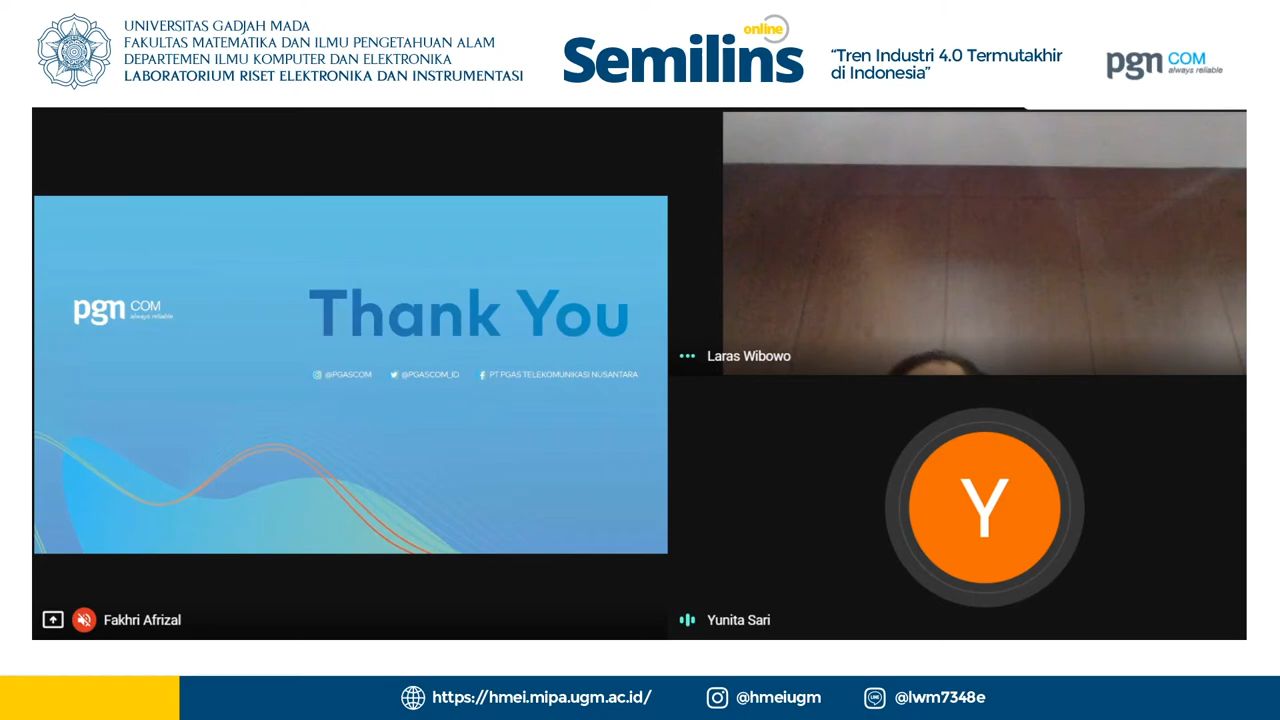 UNIVERSITAS GADJAH MADA
FAKULTAS MATEMATIKA DAN ILMU PENGETAHUAN ALAM
DEPARTEMEN ILMU KOMPUTER DAN ELEKTRONIKA
LABORATORIUM RISET ELEKTRONIKA DAN INSTRUMENTASI
online
Semilins
“Tren Industri 4.0 Termutakhir
di Indonesia”
pgn COM
always reliable
pgn COM
always reliable
Thank You
@PGASCOM @PGASCOM_ID PT PGAS TELEKOMUNIKASI NUSANTARA
Laras Wibowo
Y
Fakhri Afrizal
Yunita Sari
https://hmei.mipa.ugm.ac.id/ @hmeiugm LINE @lwm7348e